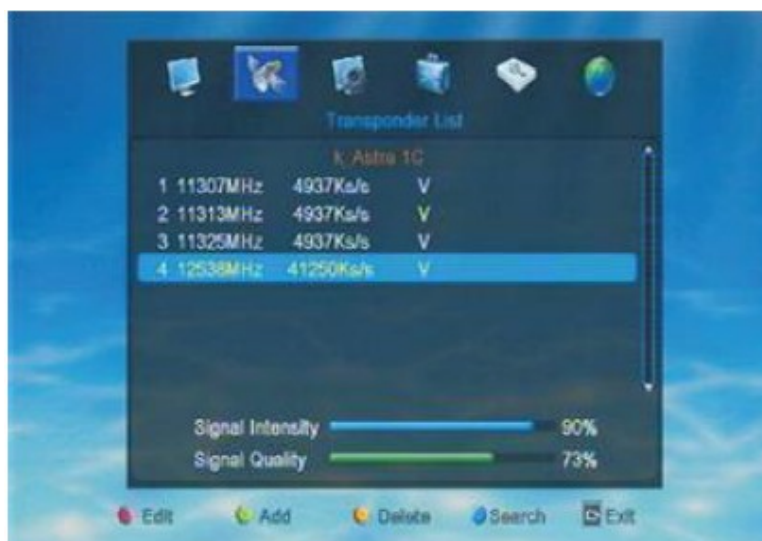 Transponder List
k Astra 1C
1 11307MHz 4937Ks/s V
2 11313MHz 4937Ks/s V
3 11325MHz 4937Ks/s V
4 12538MHz 41250Ks/s V
Signal Intensity 90%
Signal Quality 73%
Edit Add Delete Search Exit